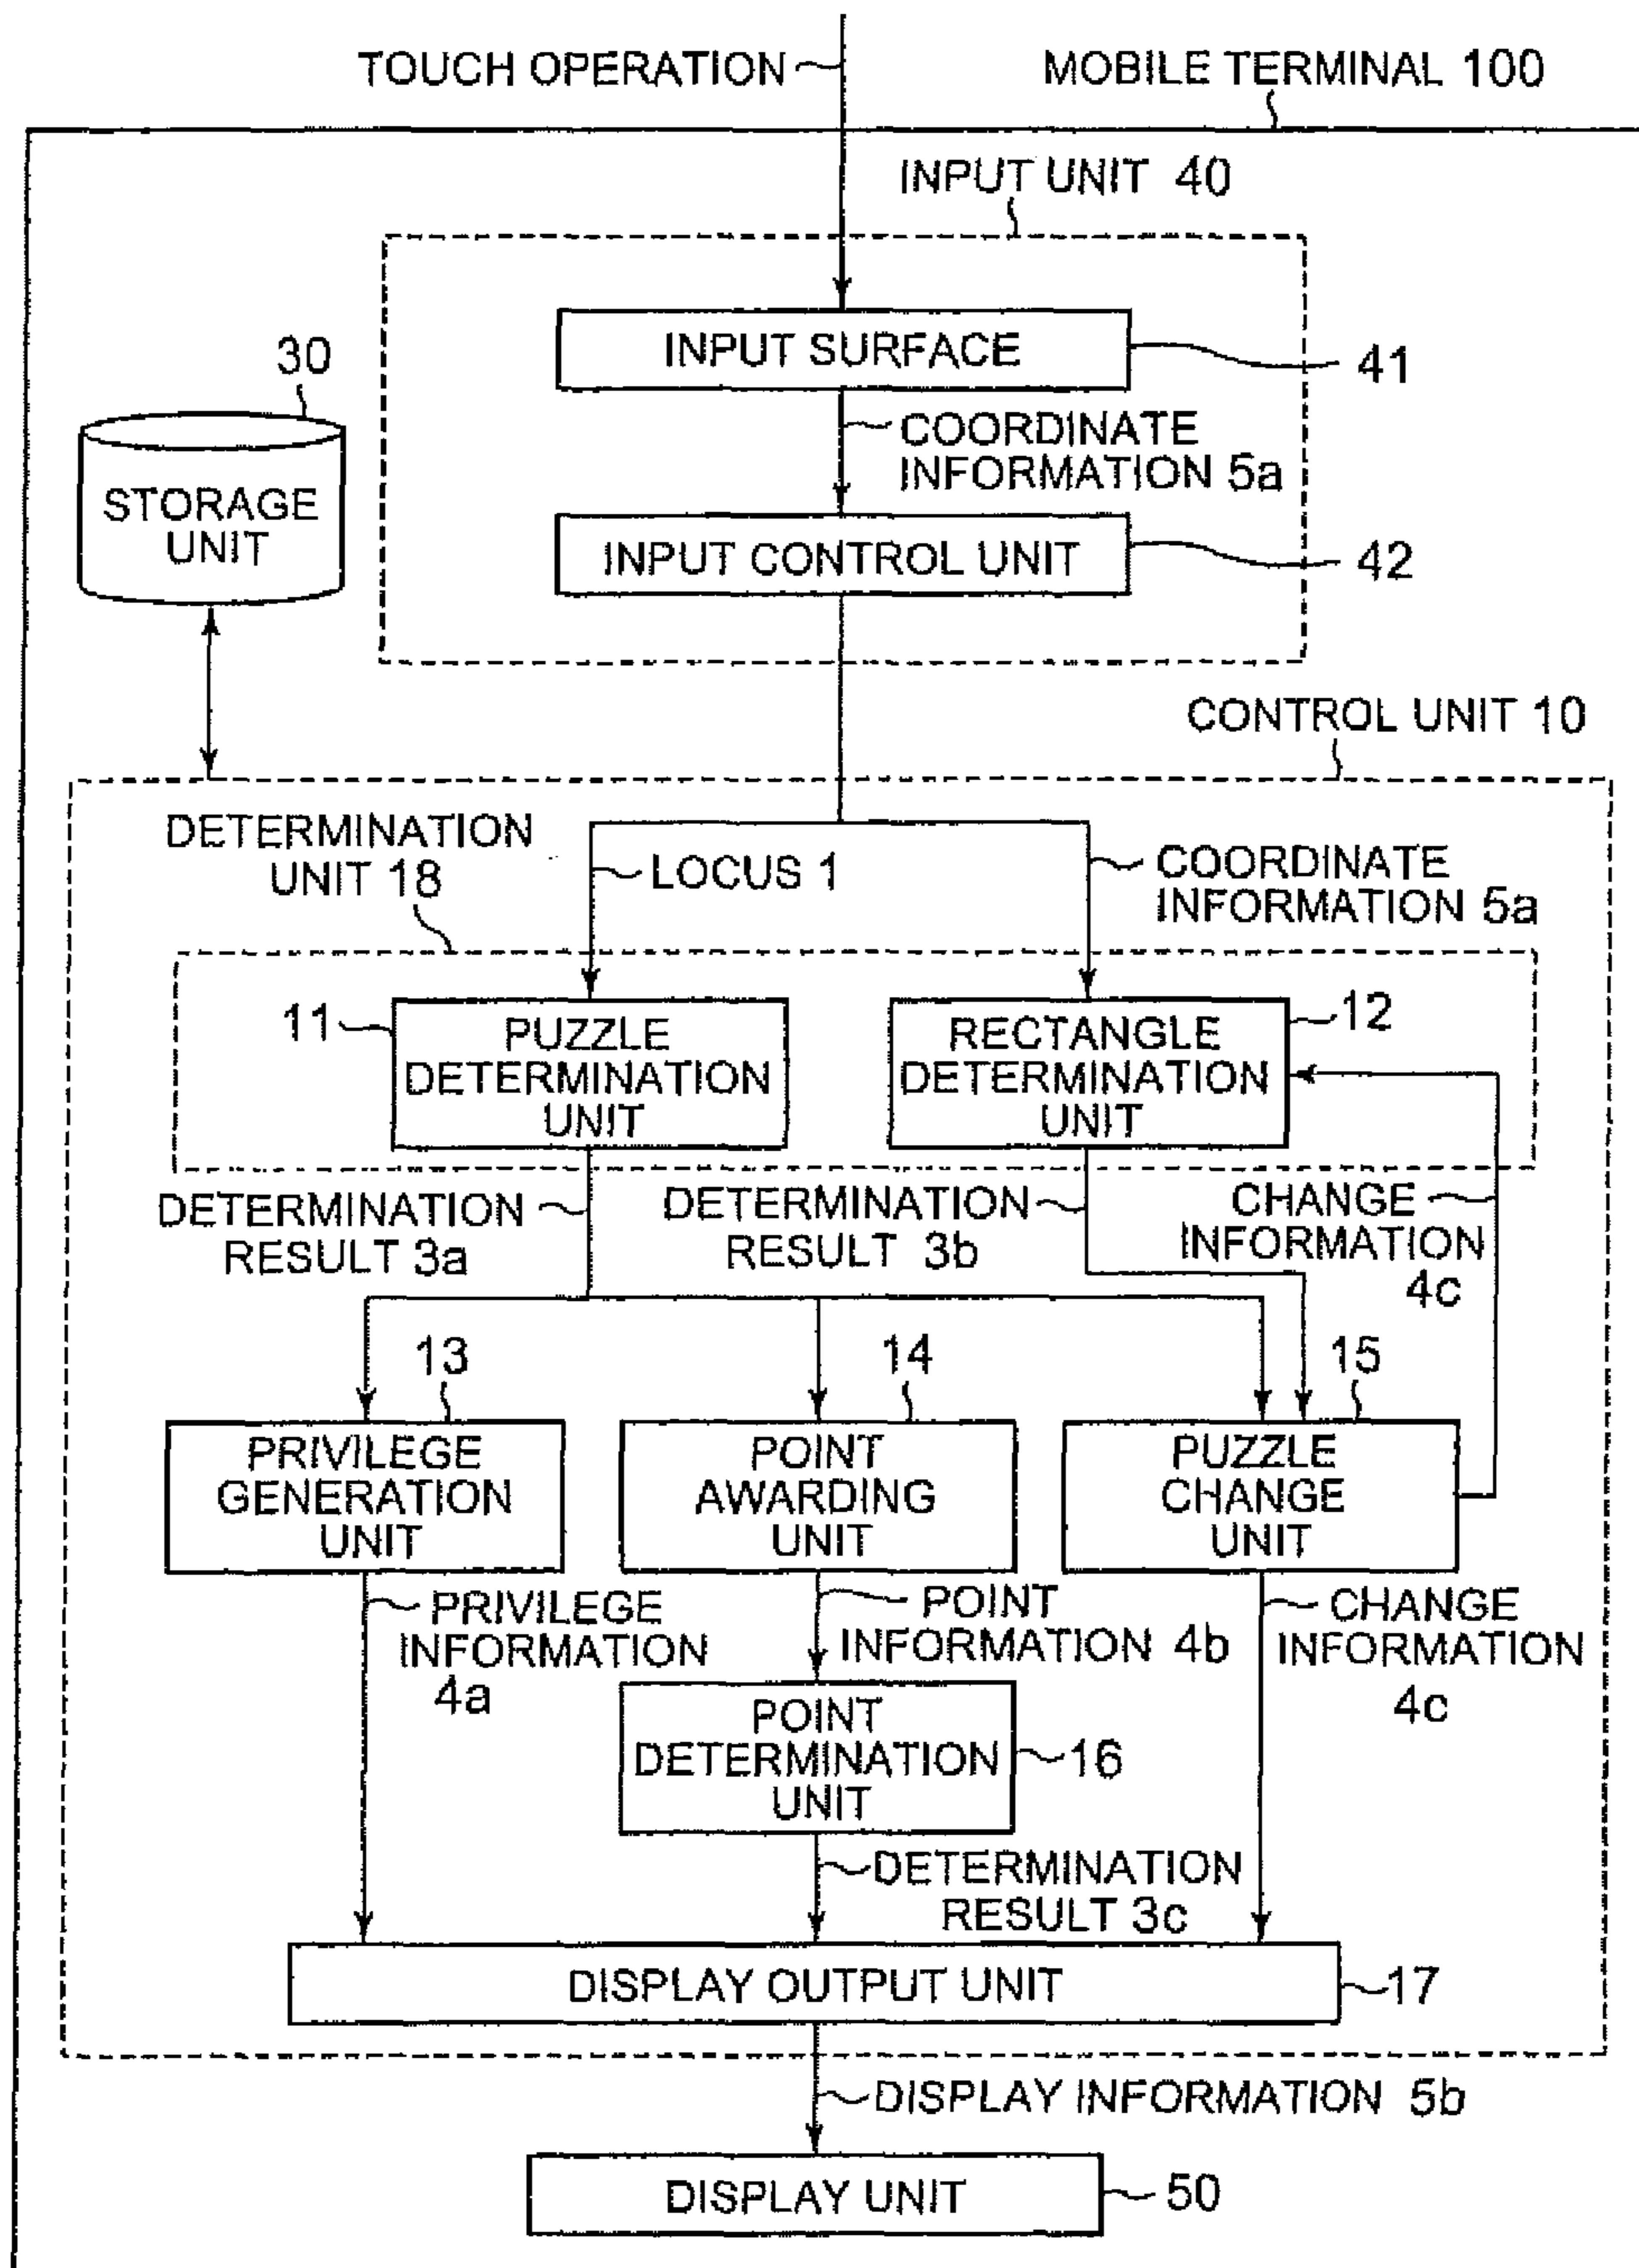 TOUCH OPERATION
MOBILE TERMINAL 100
INPUT UNIT 40
INPUT SURFACE
41
30
COORDINATE
INFORMATION 5a
STORAGE
UNIT
INPUT CONTROL UNIT
42
CONTROL UNIT 10
DETERMINATION
UNIT 18
LOCUS 1
COORDINATE
INFORMATION 5a
11
PUZZLE
DETERMINATION
UNIT
RECTANGLE
DETERMINATION
UNIT
12
DETERMINATION
RESULT 3a
DETERMINATION
RESULT 3b
CHANGE
INFORMATION
4c
13
14
15
PRIVILEGE
GENERATION
UNIT
POINT
AWARDING
UNIT
PUZZLE
CHANGE
UNIT
PRIVILEGE
INFORMATION
4a
POINT
INFORMATION 4b
CHANGE
INFORMATION
4c
POINT
DETERMINATION
UNIT
16
DETERMINATION
RESULT 3c
DISPLAY OUTPUT UNIT
17
DISPLAY INFORMATION 5b
DISPLAY UNIT
50